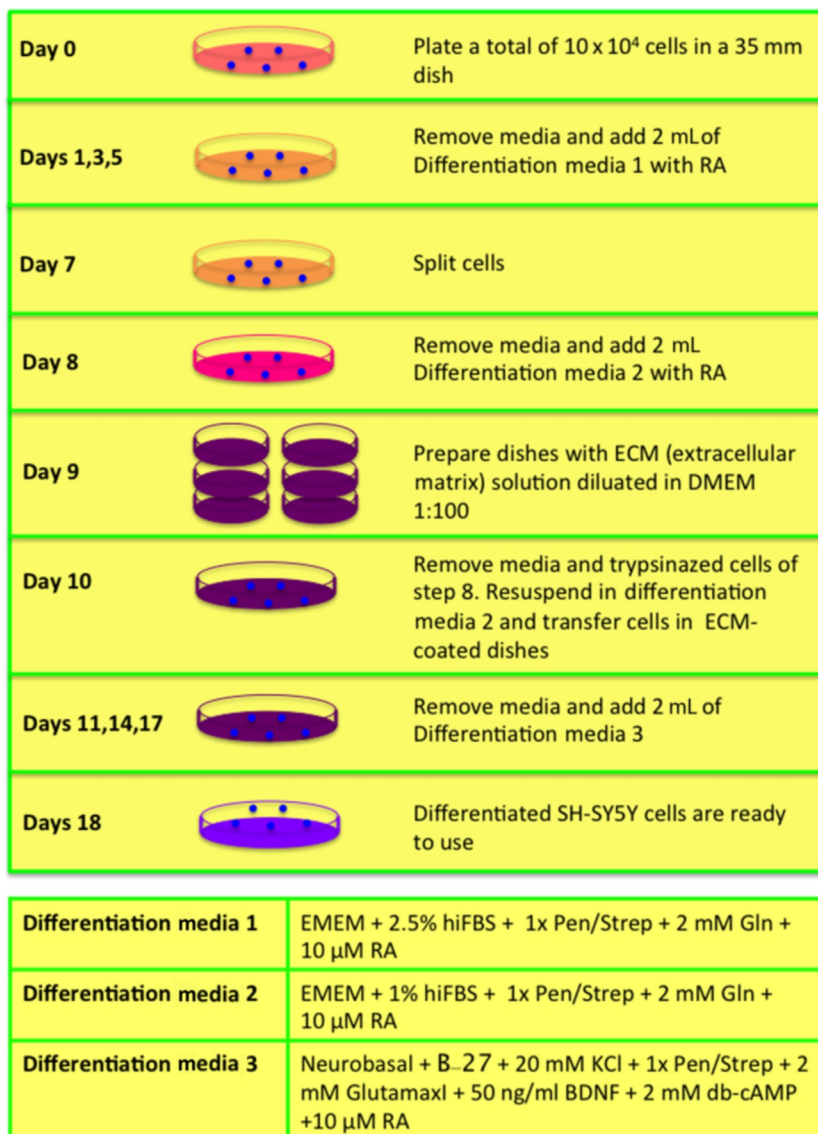 Day 0
Plate a total of 10 x 10⁴ cells in a 35 mm
dish
Days 1,3,5
Remove media and add 2 mL of
Differentiation media 1 with RA
Day 7
Split cells
Day 8
Remove media and add 2 mL
Differentiation media 2 with RA
Day 9
Prepare dishes with ECM (extracellular
matrix) solution diluated in DMEM
1:100
Day 10
Remove media and trypsinazed cells of
step 8. Resuspend in differentiation
media 2 and transfer cells in ECM-
coated dishes
Days 11,14,17
Remove media and add 2 mL of
Differentiation media 3
Days 18
Differentiated SH-SY5Y cells are ready
to use
Differentiation media 1
EMEM + 2.5% hiFBS + 1x Pen/Strep + 2 mM Gln +
10 µM RA
Differentiation media 2
EMEM + 1% hiFBS + 1x Pen/Strep + 2 mM Gln +
10 µM RA
Differentiation media 3
Neurobasal + B-27 + 20 mM KCl + 1x Pen/Strep + 2
mM GlutamaxI + 50 ng/ml BDNF + 2 mM db-cAMP
+10 µM RA